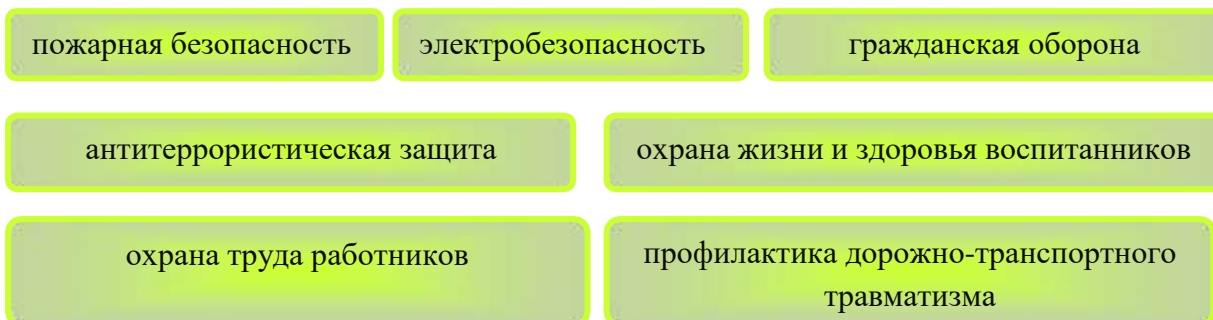 пожарная безопасность
электробезопасность
гражданская оборона
антитеррористическая защита
охрана жизни и здоровья воспитанников
охрана труда работников
профилактика дорожно-транспортного
травматизма